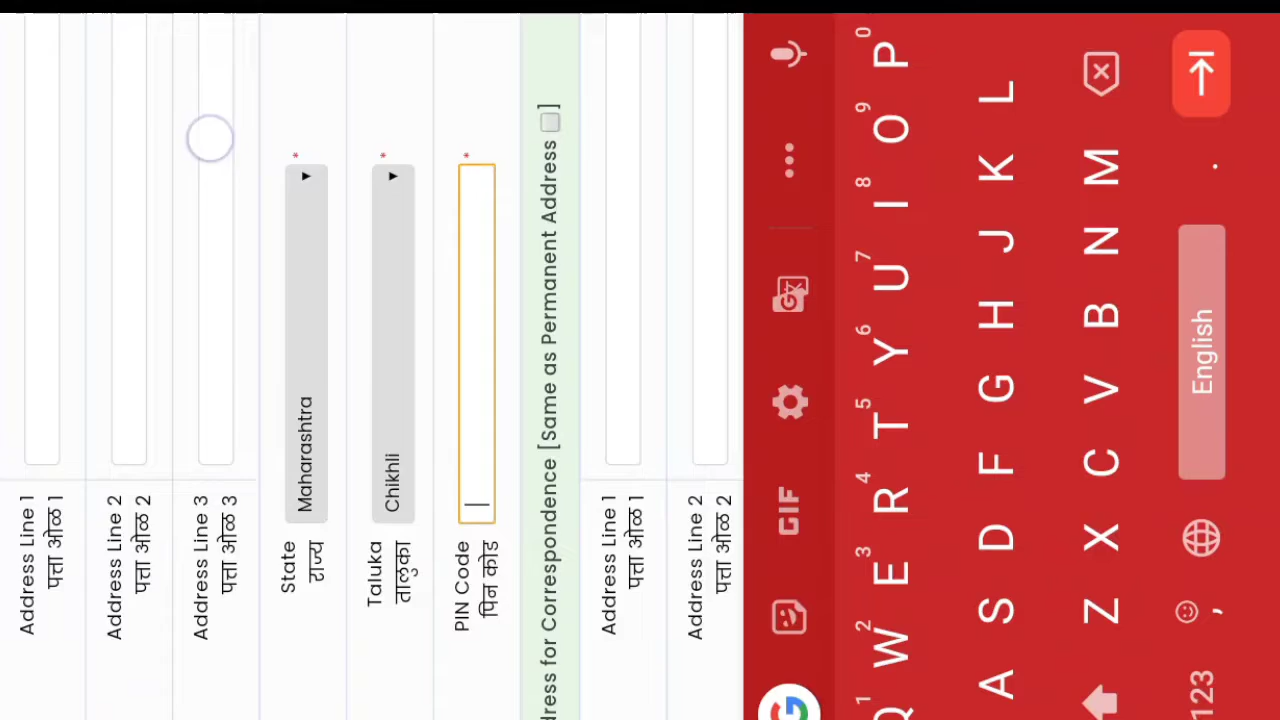 Address Line 1
पत्ता ओळ 1
Address Line 2
पत्ता ओळ 2
Address Line 3
पत्ता ओळ 3
State
राज्य
Maharashtra
*
Taluka
तालुका
Chikhli
*
PIN Code
पिन कोड
*
dress for Correspondence [Same as Permanent Address ]
Address Line 1
पत्ता ओळ 1
Address Line 2
पत्ता ओळ 2
GIF
1 2 3 4 5 6 7 8 9 0
Q W E R T Y U I O P
A S D F G H J K L
Z X C V B N M
123 , English .